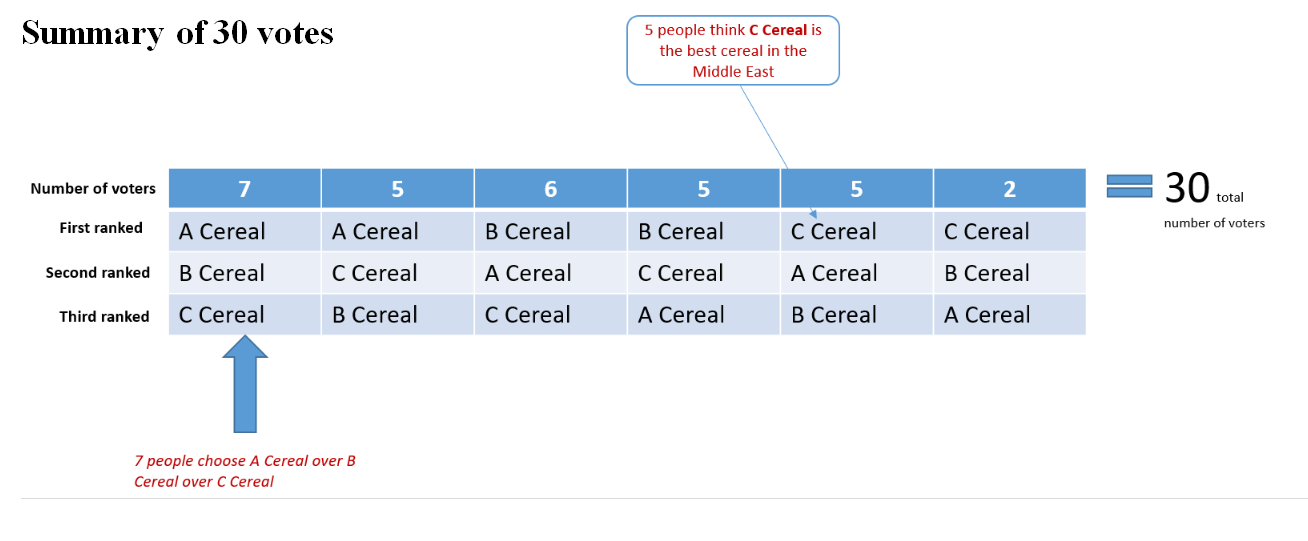 Summary of 30 votes
5 people think C Cereal is
the best cereal in the
Middle East
Number of voters 7 5 6 5 5 2
30 total
number of voters
First ranked A Cereal A Cereal B Cereal B Cereal C Cereal C Cereal
Second ranked B Cereal C Cereal A Cereal C Cereal A Cereal B Cereal
Third ranked C Cereal B Cereal C Cereal A Cereal B Cereal A Cereal
7 people choose A Cereal over B
Cereal over C Cereal